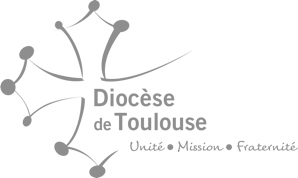 Diocèse
de Toulouse
Unité • Mission • Fraternité